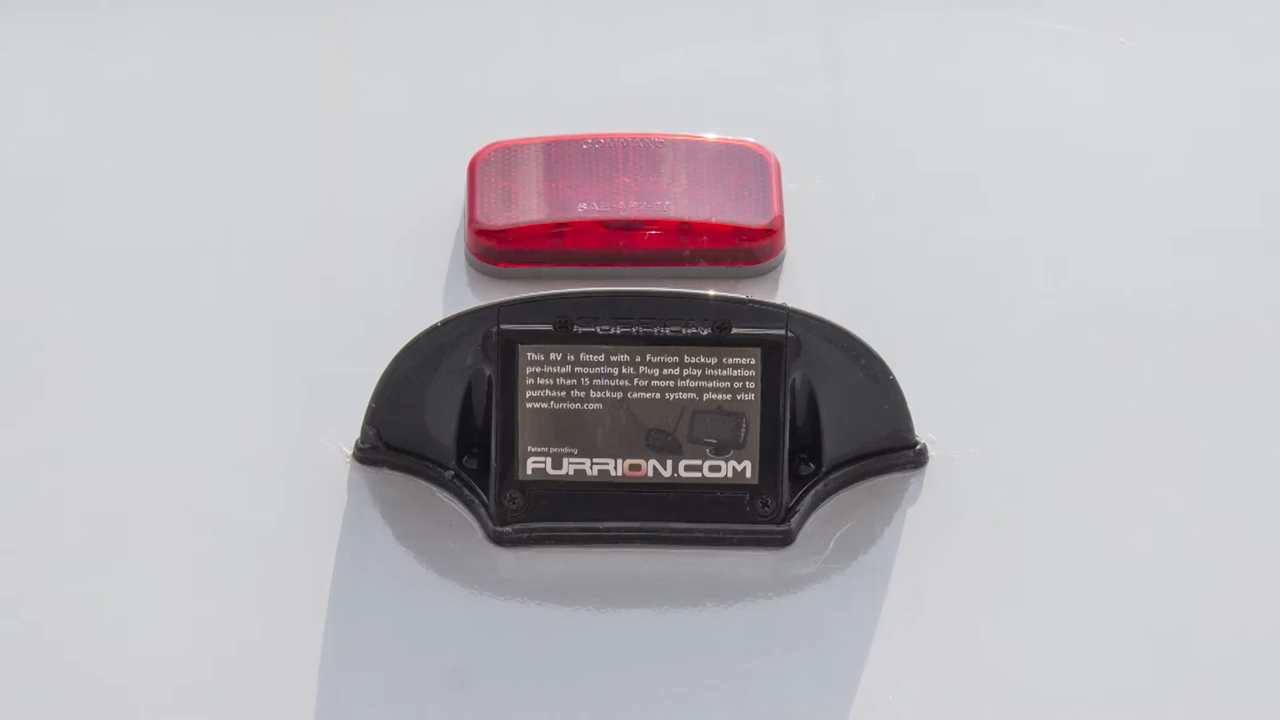 COMMAND
FURRION
This RV is fitted with a Furrion backup camera
pre-install mounting kit. Plug and play installation
in less than 15 minutes. For more information or to
purchase the backup camera system, please visit
www.furrion.com
Patent pending
FURRION.COM